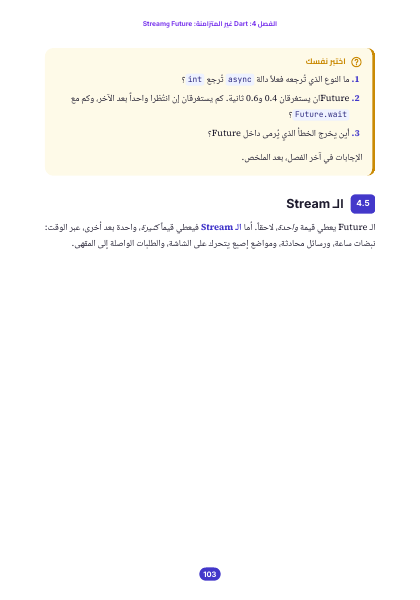 الفصل 4: Dart غير المتزامنة: Future وStream
اختبر نفسك
1. ما النوع الذي تُرجعه فعلاً دالة async تُرجع int ؟
2. Futureان يستغرقان 0.4 و0.6 ثانية. كم يستغرقان إن انتُظرا واحداً بعد الآخر، وكم مع
Future.wait ؟
3. أين يخرج الخطأ الذي يُرمى داخل Future؟
الإجابات في آخر الفصل، بعد الملخص.
4.5 الـ Stream
الـ Future يعطي قيمة واحدة، لاحقاً. أما الـ Stream فيعطي قيماً كثيرة، واحدة بعد أخرى، عبر الوقت:
نبضات ساعة، ورسائل محادثة، ومواضع إصبع يتحرك على الشاشة، والطلبات الواصلة إلى المقهى.
103